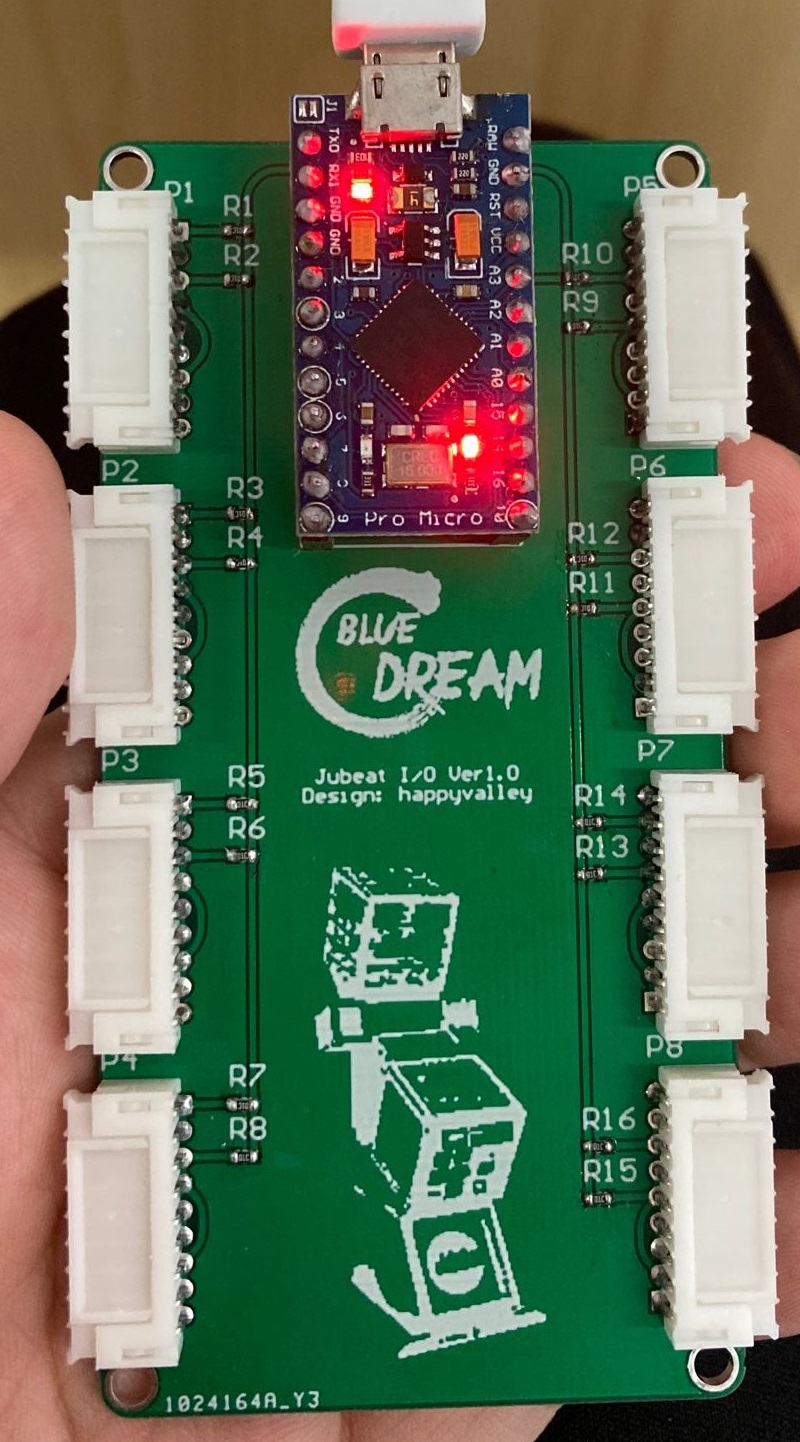 J1
TXO
RX1
GND
GND
2
3
4
5
6
7
8
9
RAW
GND
RST
VCC
A3
A2
A1
A0
15
14
16
10
Pro Micro
P1
R1
R2
P2
R3
R4
P3
R5
R6
P4
R7
R8
P5
R10
R9
P6
R12
R11
P7
R14
R13
P8
R16
R15
BLUE
DREAM
Jubeat I/O Ver1.0
Design: happyvalley
1024164A_Y3